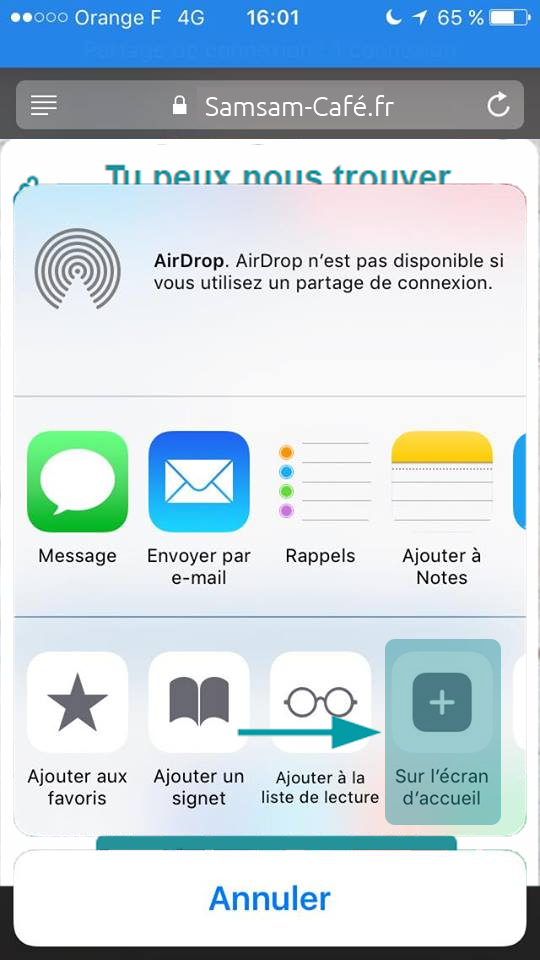 Orange F 4G 16:01 65 %
Partage de connexion : 1 connexion
Samsam-Café.fr
Tu peux nous trouver
AirDrop. AirDrop n'est pas disponible si
vous utilisez un partage de connexion.
Message
Envoyer par
e-mail
Rappels
Ajouter à
Notes
Ajouter aux
favoris
Ajouter un
signet
Ajouter à la
liste de lecture
Sur l'écran
d'accueil
Annuler